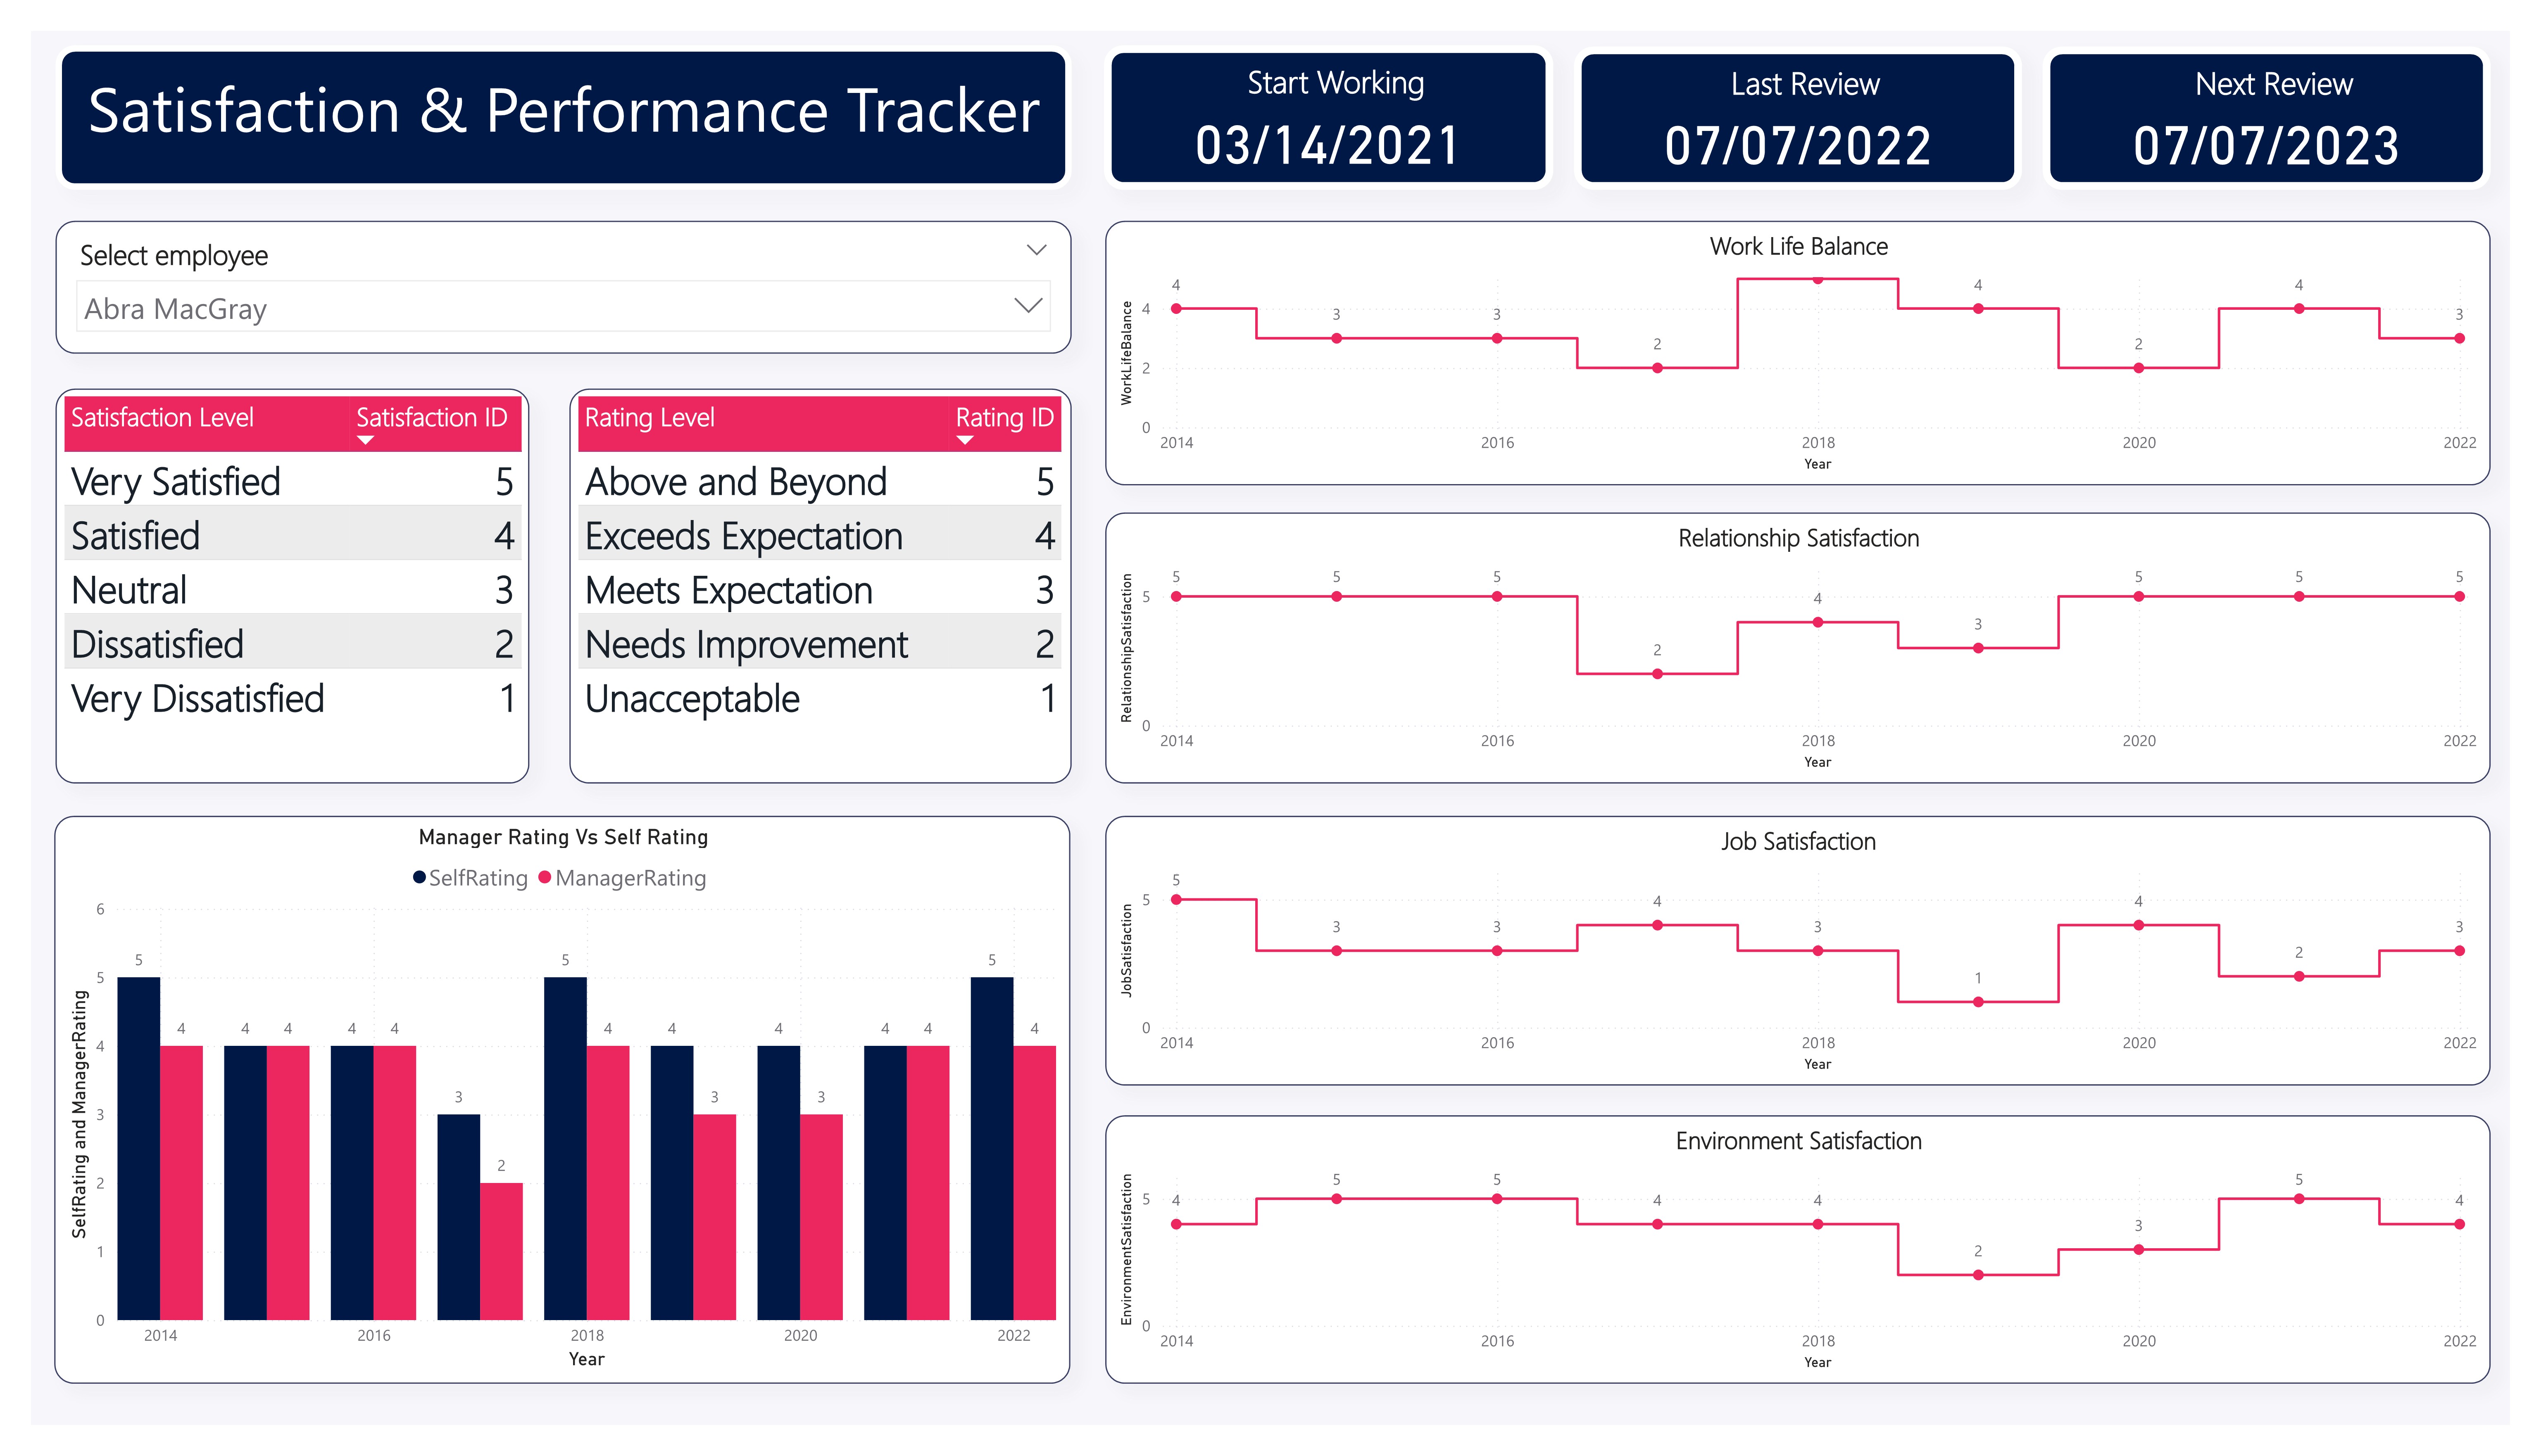 Satisfaction & Performance Tracker
Start Working
03/14/2021
Last Review
07/07/2022
Next Review
07/07/2023
Select employee
Abra MacGray
Satisfaction Level Satisfaction ID
Very Satisfied 5
Satisfied 4
Neutral 3
Dissatisfied 2
Very Dissatisfied 1
Rating Level Rating ID
Above and Beyond 5
Exceeds Expectation 4
Meets Expectation 3
Needs Improvement 2
Unacceptable 1
Manager Rating Vs Self Rating
SelfRating ManagerRating
SelfRating and ManagerRating
6
5
4
3
2
1
0
5 4 4 4 4 4 3 2 5 4 4 3 4 3 4 4 5 4
2014 2016 2018 2020 2022
Year
Work Life Balance
WorkLifeBalance
4
2
0
4 3 3 2 4 2 4 3
2014 2016 2018 2020 2022
Year
Relationship Satisfaction
RelationshipSatisfaction
5
0
5 5 5 2 4 3 5 5 5
2014 2016 2018 2020 2022
Year
Job Satisfaction
JobSatisfaction
5
0
5 3 3 4 3 1 4 2 3
2014 2016 2018 2020 2022
Year
Environment Satisfaction
EnvironmentSatisfaction
5
0
4 5 5 4 4 2 3 5 4
2014 2016 2018 2020 2022
Year